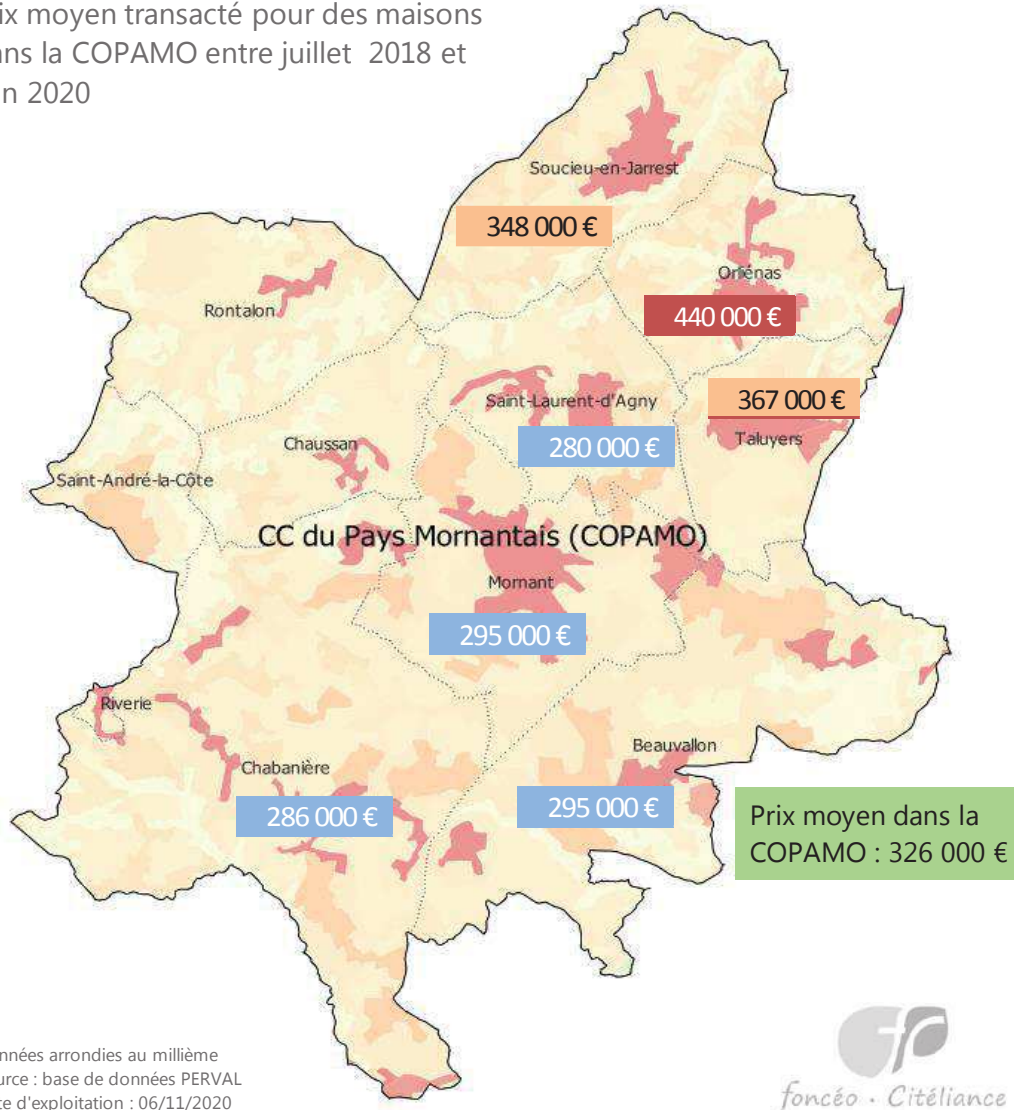 ix moyen transacté pour des maisons
ans la COPAMO entre juillet 2018 et
n 2020
Soucieu-en-Jarrest
348 000 €
Orliénas
Rontalon
440 000 €
367 000 €
Saint-Laurent-d'Agny
Taluyers
Chaussan
280 000 €
Saint-André-la-Côte
CC du Pays Mornantais (COPAMO)
Mornant
295 000 €
Riverie
Beauvallon
Chabanière
286 000 €
295 000 €
Prix moyen dans la
COPAMO : 326 000 €
nnées arrondies au millième
urce : base de données PERVAL
te d'exploitation : 06/11/2020
foncéo · Citéliance